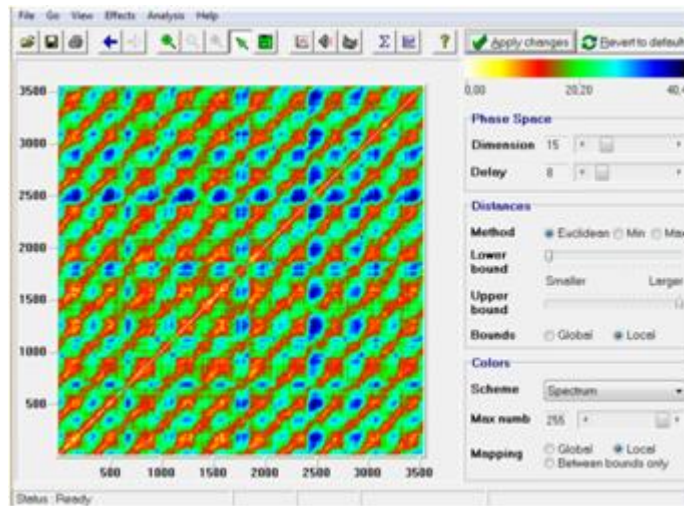 File Go View Effects Analysis Help
Σ ? Apply changes Revert to default
0,00 20,20 40,4
Phase Space
Dimension 15
Delay 8
Distances
Method Euclidean Min Max
Lower bound
Smaller Larger
Upper bound
Bounds Global Local
Colors
Scheme Spectrum
Max numb 255
Mapping Global Local
Between bounds only
3500
3000
2500
2000
1500
1000
500
500 1000 1500 2000 2500 3000 3500
Status : Ready